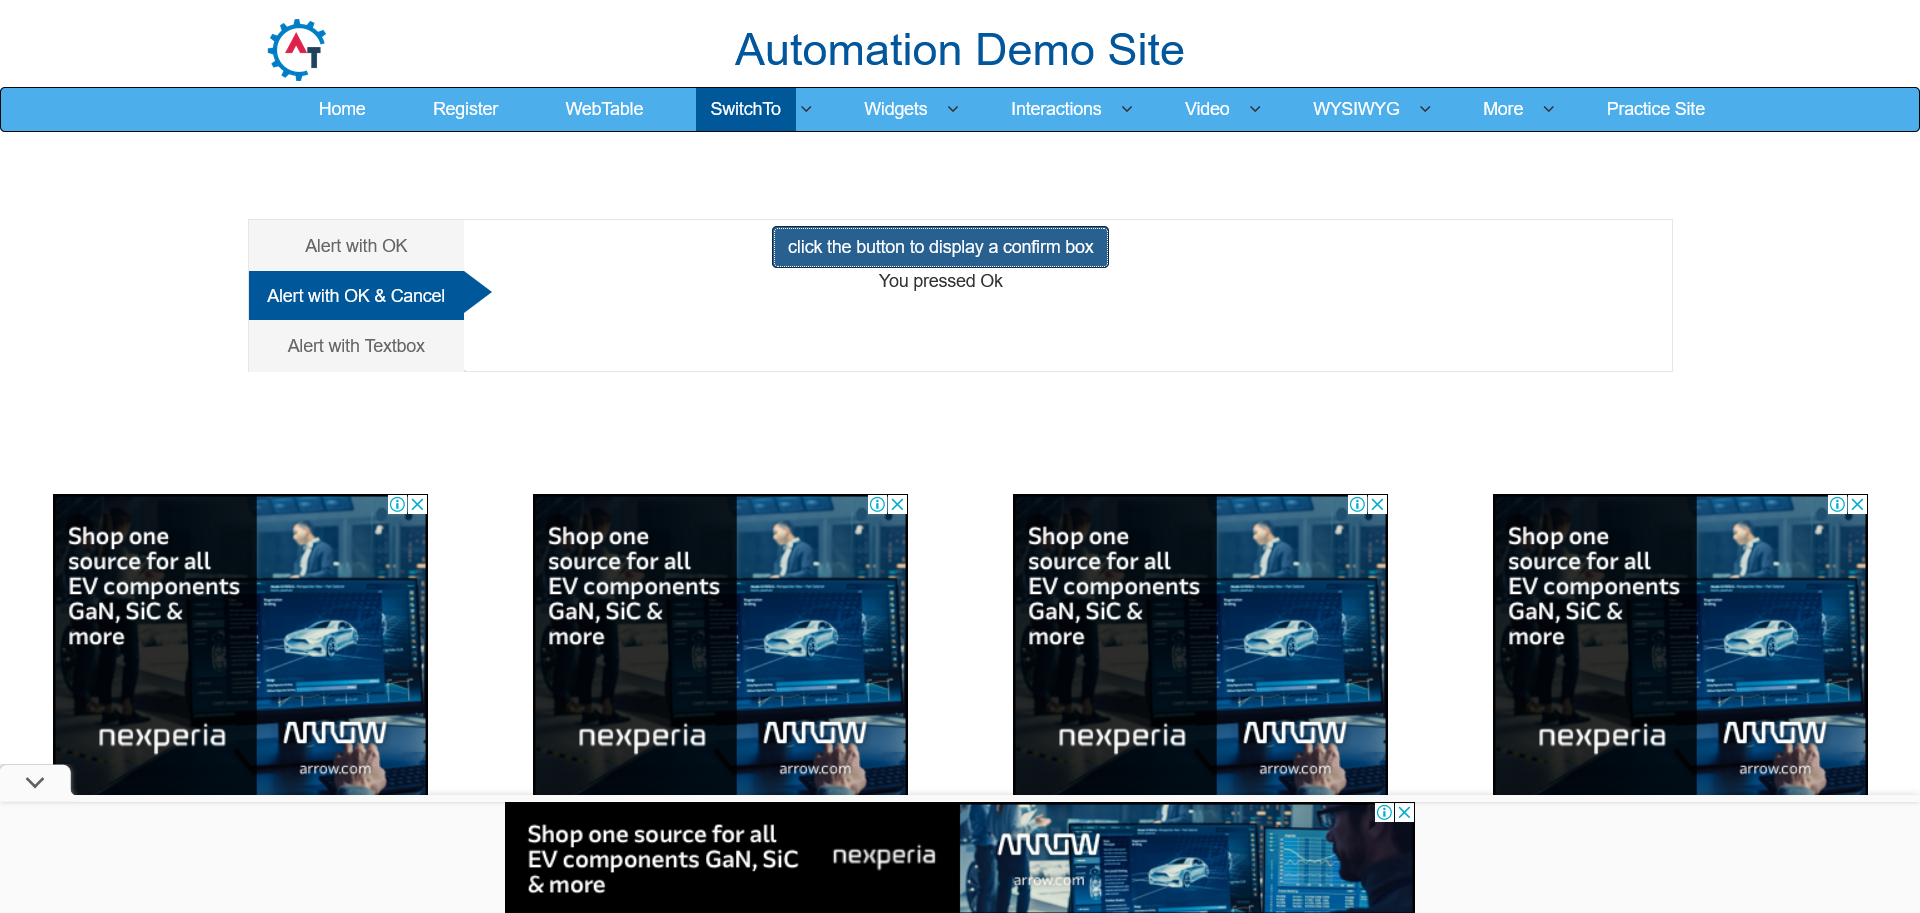 AT
Automation Demo Site
Home Register WebTable SwitchTo Widgets Interactions Video WYSIWYG More Practice Site
Alert with OK
Alert with OK & Cancel
Alert with Textbox
click the button to display a confirm box
You pressed Ok
Shop one
source for all
EV components
GaN, SiC &
more
nexperia
ARROW
arrow.com
Shop one
source for all
EV components
GaN, SiC &
more
nexperia
ARROW
arrow.com
Shop one
source for all
EV components
GaN, SiC &
more
nexperia
ARROW
arrow.com
Shop one
source for all
EV components
GaN, SiC &
more
nexperia
ARROW
arrow.com
Shop one source for all
EV components GaN, SiC
& more
nexperia
ARROW
arrow.com